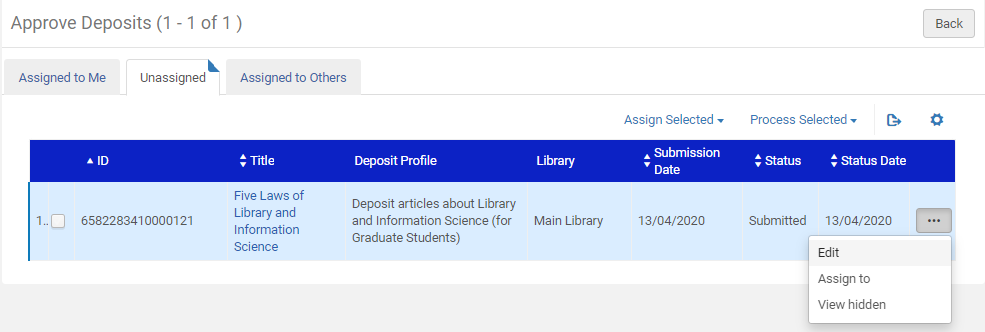 Approve Deposits (1 - 1 of 1 )
Back
Assigned to Me
Unassigned
Assigned to Others
Assign Selected
Process Selected
ID
Title
Deposit Profile
Library
Submission
Date
Status
Status Date
1..
6582283410000121
Five Laws of
Library and
Information
Science
Deposit articles about Library
and Information Science (for
Graduate Students)
Main Library
13/04/2020
Submitted
13/04/2020
Edit
Assign to
View hidden